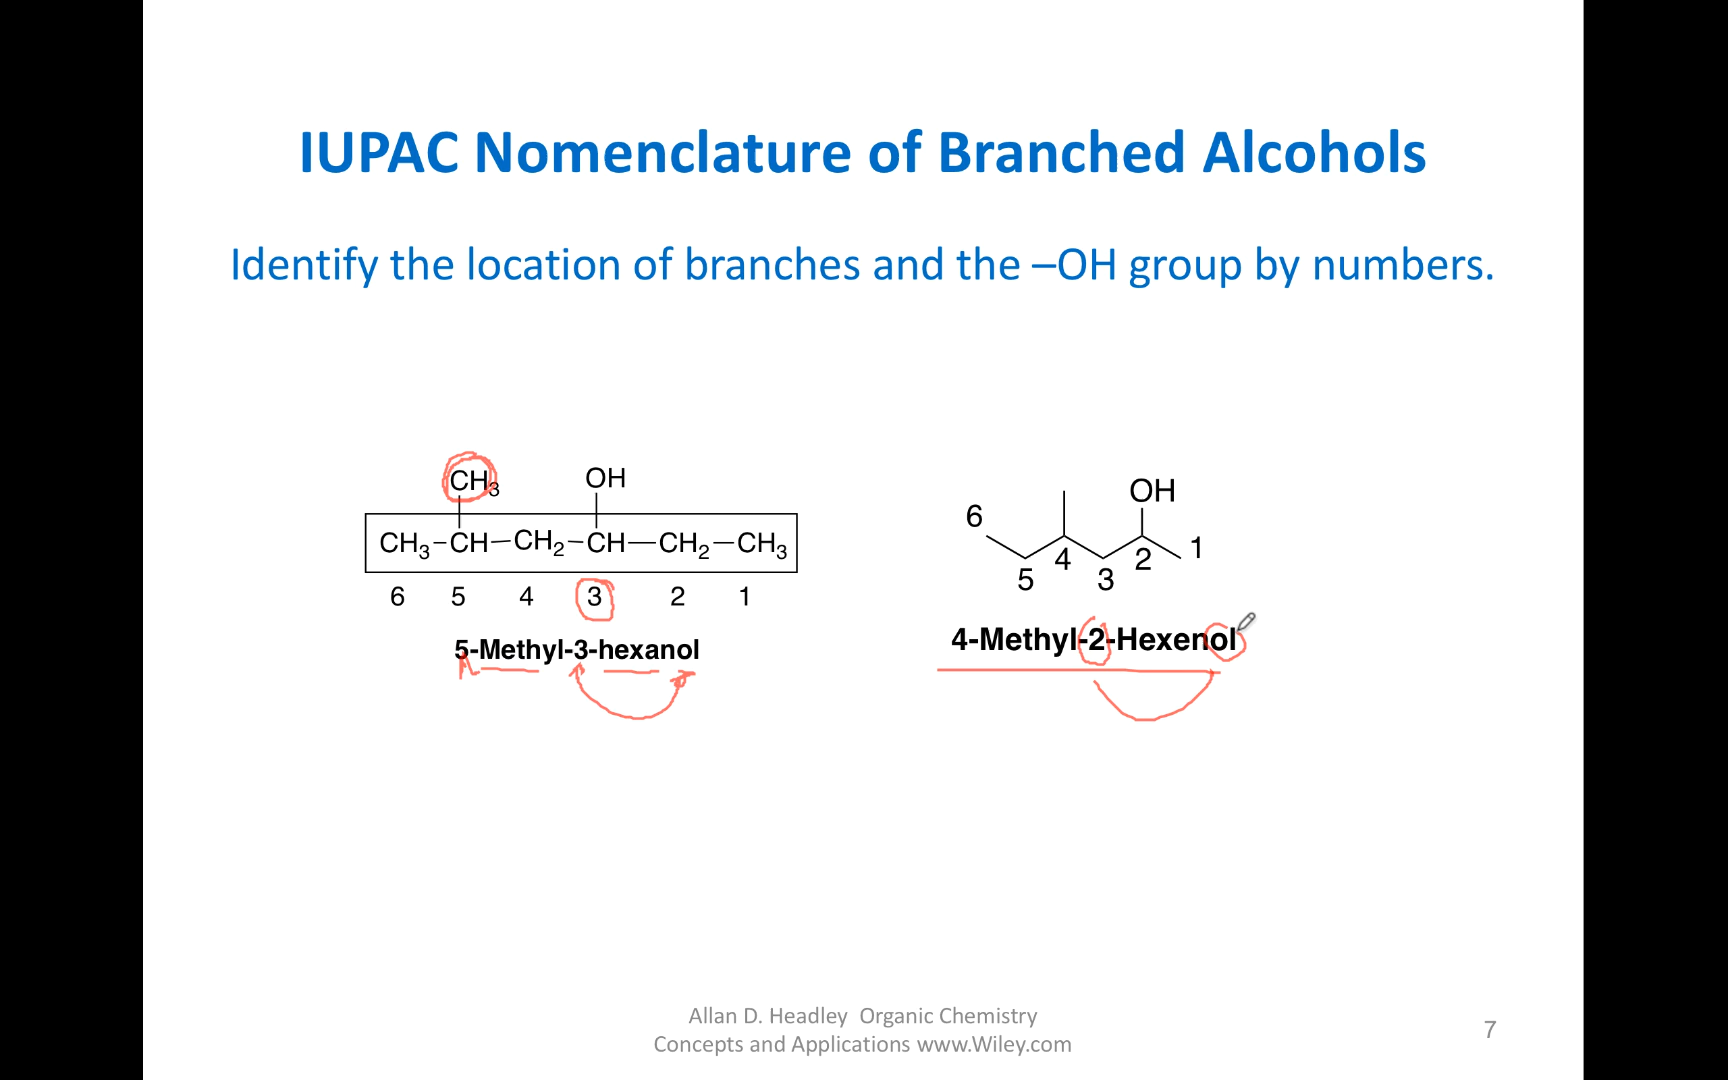 IUPAC Nomenclature of Branched Alcohols
Identify the location of branches and the –OH group by numbers.
CH3 OH
CH3–CH–CH2–CH–CH2–CH3
6 5 4 3 2 1
5-Methyl-3-hexanol
OH
6 1
5 4 3 2
4-Methyl-2-Hexenol
Allan D. Headley Organic Chemistry
Concepts and Applications www.Wiley.com
7